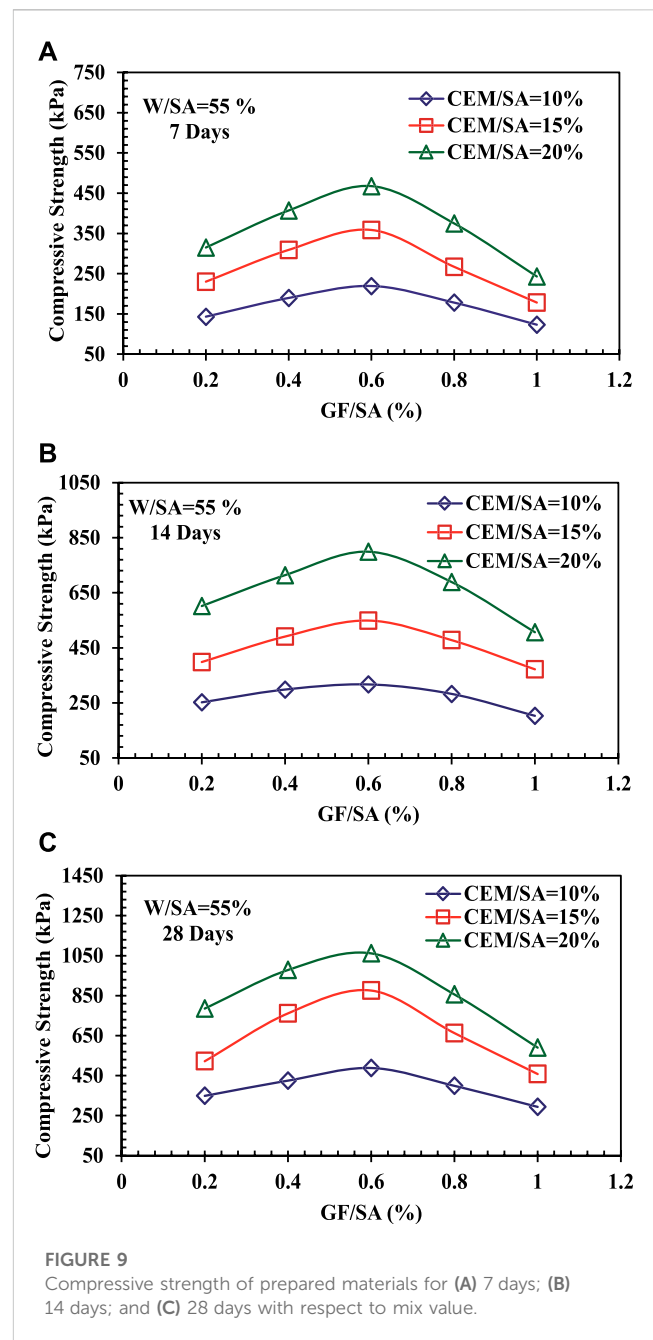 A
750
650
550
450
350
250
150
50
Compressive Strength (kPa)
W/SA=55 %
7 Days
CEM/SA=10%
CEM/SA=15%
CEM/SA=20%
0 0.2 0.4 0.6 0.8 1 1.2
GF/SA (%)
B
1050
850
650
450
250
50
Compressive Strength (kPa)
W/SA=55 %
14 Days
CEM/SA=10%
CEM/SA=15%
CEM/SA=20%
0 0.2 0.4 0.6 0.8 1 1.2
GF/SA (%)
C
1450
1250
1050
850
650
450
250
50
Compressive Strength (kPa)
W/SA=55%
28 Days
CEM/SA=10%
CEM/SA=15%
CEM/SA=20%
0 0.2 0.4 0.6 0.8 1 1.2
GF/SA (%)
FIGURE 9
Compressive strength of prepared materials for (A) 7 days; (B)
14 days; and (C) 28 days with respect to mix value.